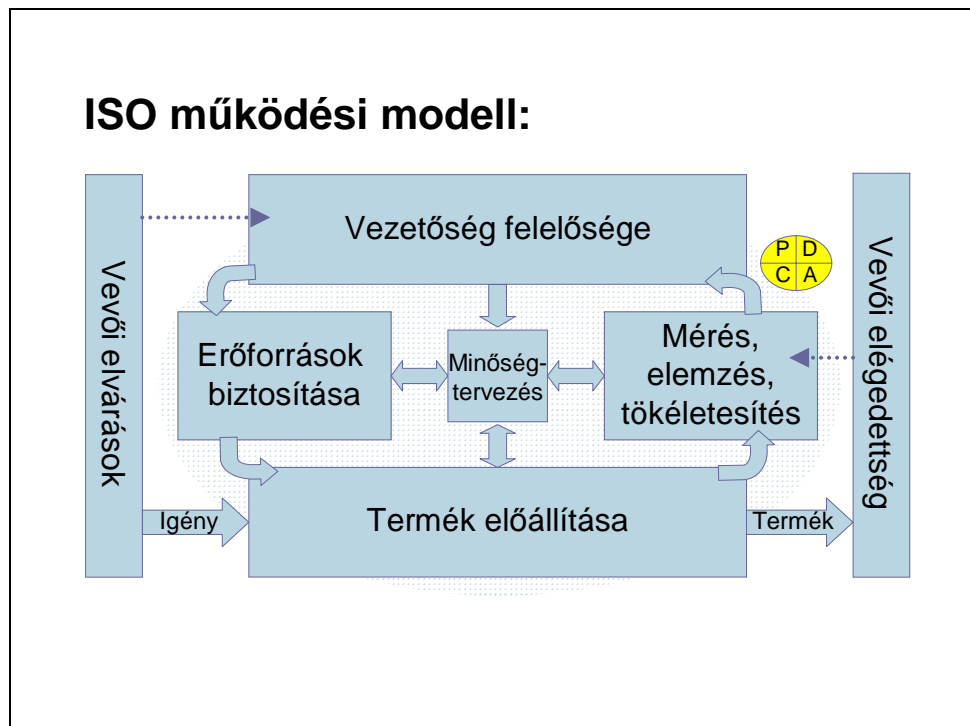 ISO működési modell:
Vevői elvárások
Vezetőség felelősége
P D
C A
Erőforrások
biztosítása
Minőség-
tervezés
Mérés,
elemzés,
tökéletesítés
Igény
Termék előállítása
Termék
Vevői elégedettség